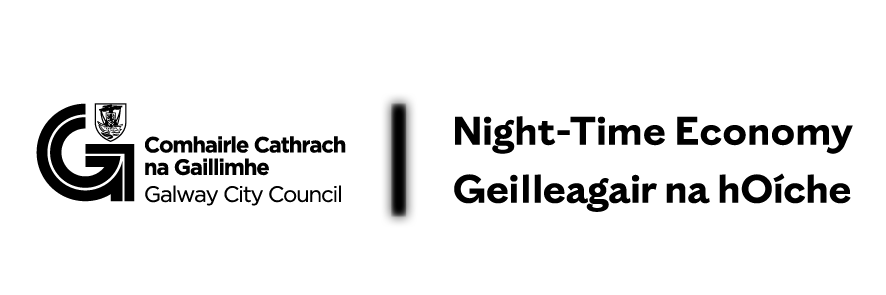 Comhairle Cathrach
na Gaillimhe
Galway City Council
Night-Time Economy
Geilleagair na hOíche